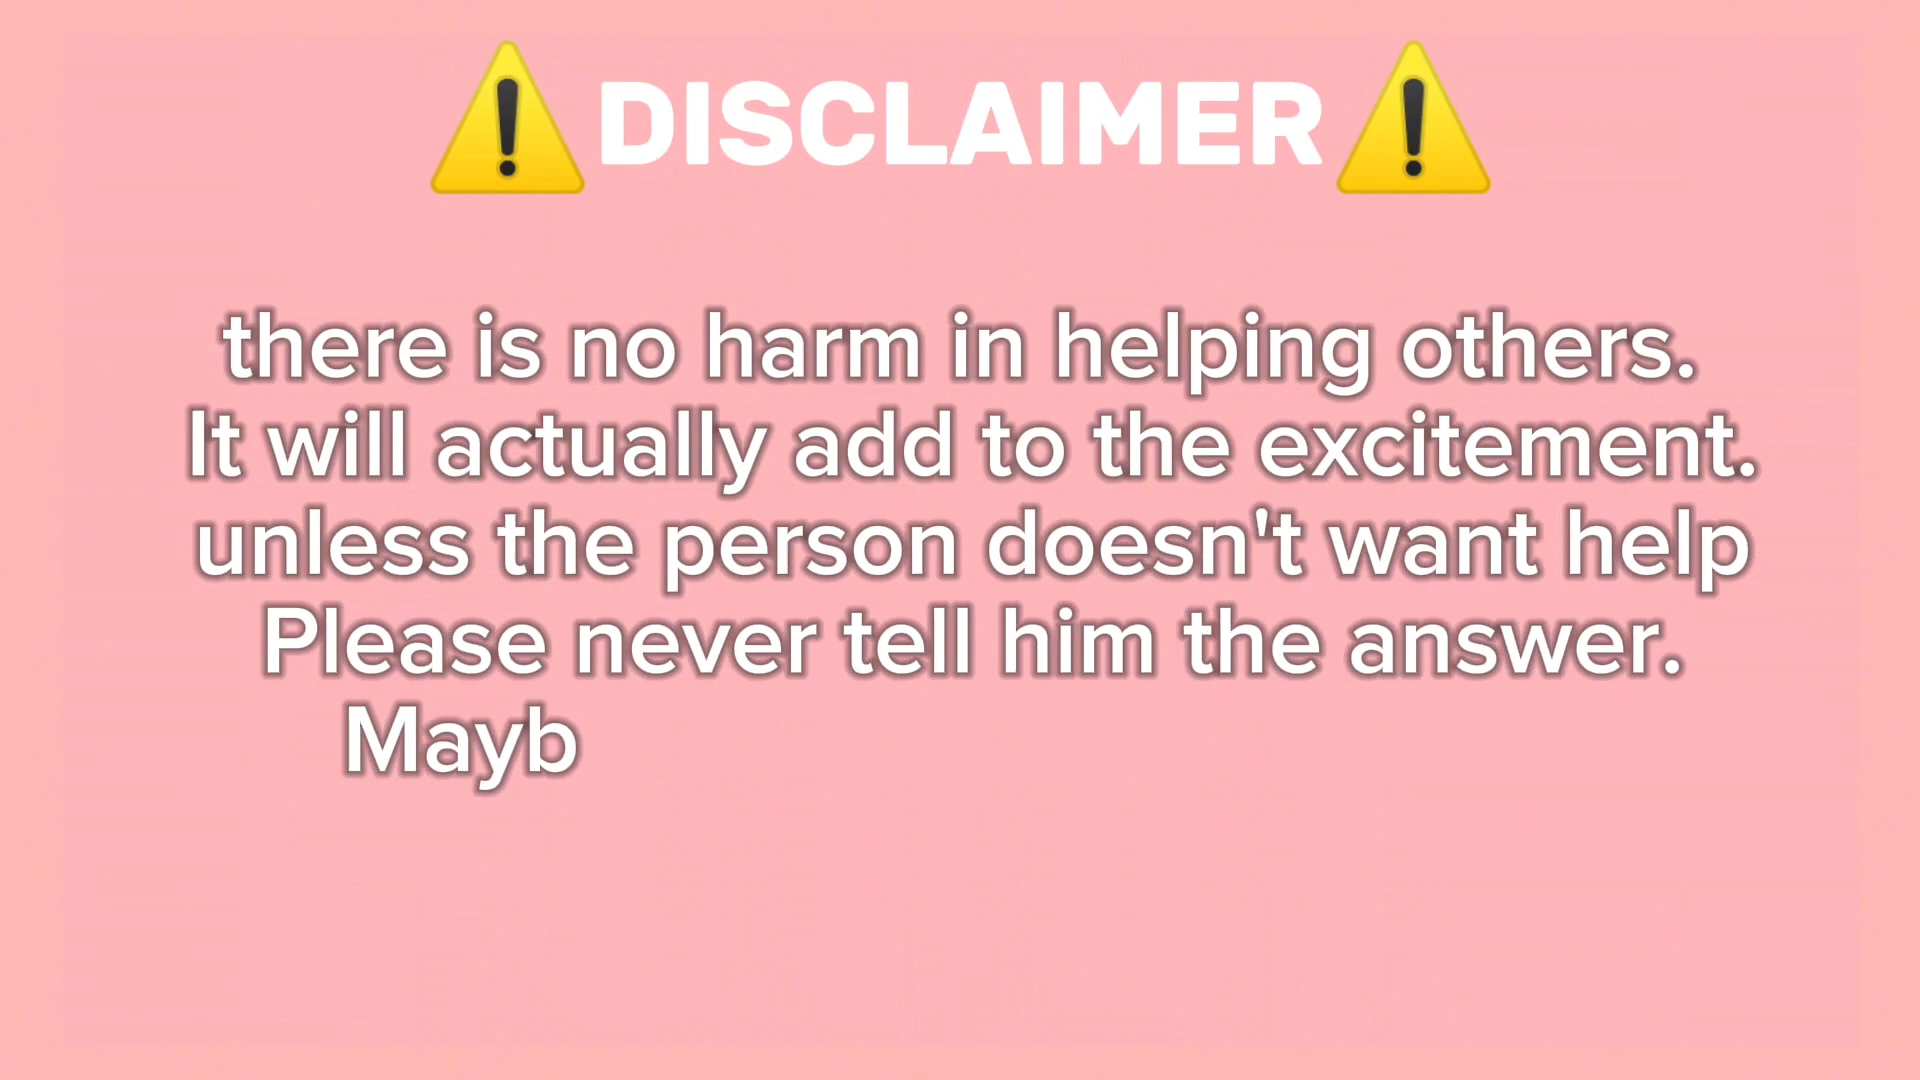 ⚠️DISCLAIMER⚠️
there is no harm in helping others.
It will actually add to the excitement.
unless the person doesn't want help
Please never tell him the answer.
Mayb